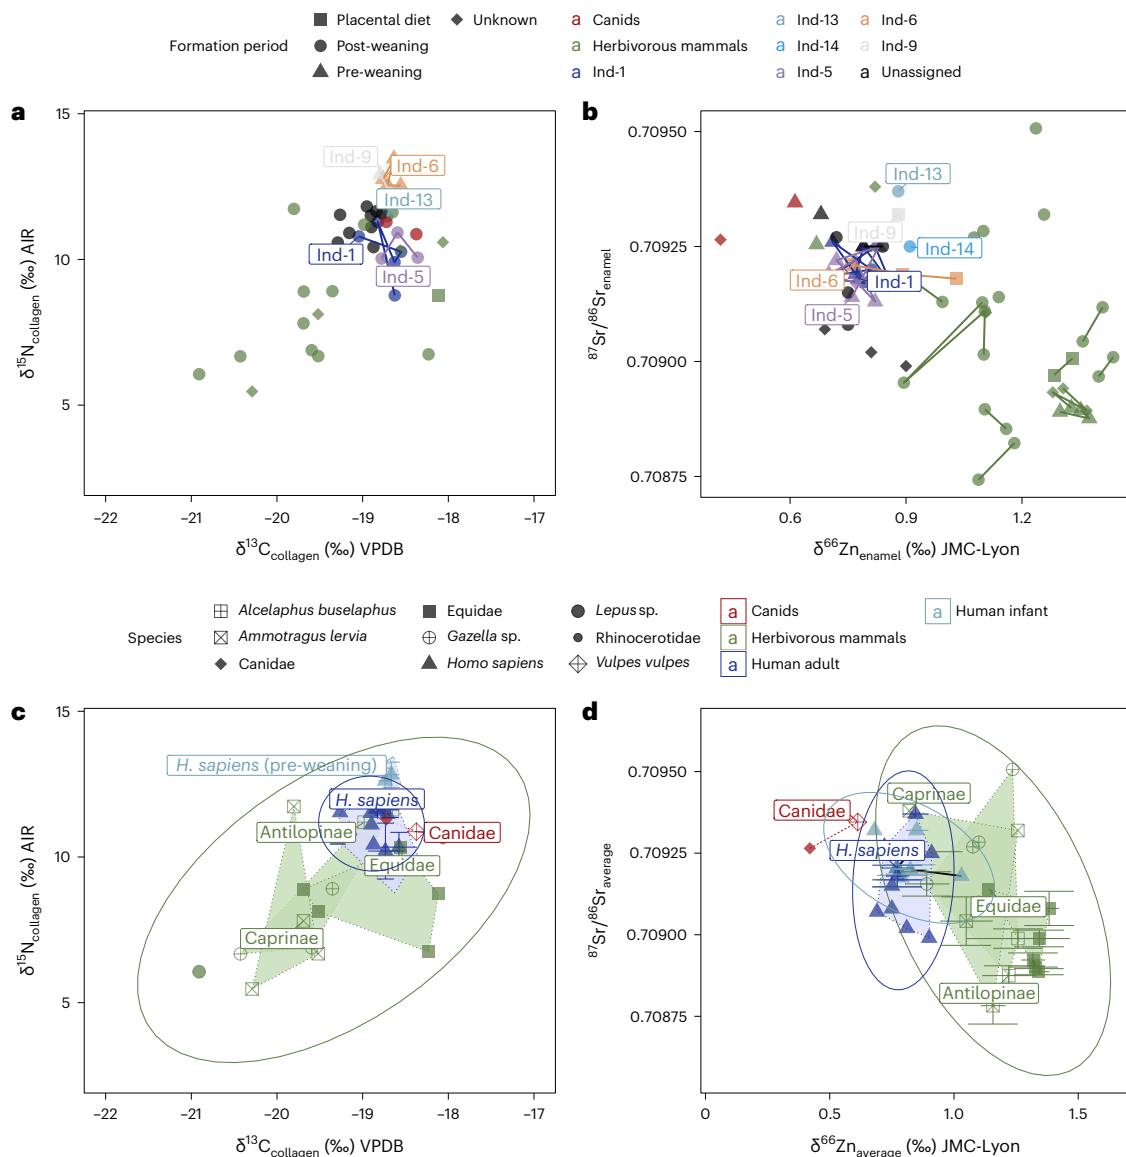 Formation period
Placental diet
Post-weaning
Pre-weaning
Unknown
Canids
Herbivorous mammals
a Ind-1
a Ind-13
a Ind-14
a Ind-5
a Ind-6
a Ind-9
a Unassigned
a
15
10
5
δ15Ncollagen (‰) AIR
Ind-9
Ind-6
Ind-13
Ind-1
Ind-5
−22 −21 −20 −19 −18 −17
δ13Ccollagen (‰) VPDB
b
0.70950
0.70925
0.70900
0.70875
87Sr/86Srenamel
Ind-13
Ind-9
Ind-14
Ind-6
Ind-1
Ind-5
0.6 0.9 1.2
δ66Znenamel (‰) JMC-Lyon
Species
Alcelaphus buselaphus
Ammotragus lervia
Canidae
Equidae
Gazella sp.
Homo sapiens
Lepus sp.
Rhinocerotidae
Vulpes vulpes
a Canids
a Herbivorous mammals
a Human adult
a Human infant
c
15
10
5
δ15Ncollagen (‰) AIR
H. sapiens (pre-weaning)
H. sapiens
Antilopinae
Canidae
Equidae
Caprinae
−22 −21 −20 −19 −18 −17
δ13Ccollagen (‰) VPDB
d
0.70950
0.70925
0.70900
0.70875
87Sr/86Sraverage
Caprinae
Canidae
H. sapiens
Equidae
Antilopinae
0 0.5 1.0 1.5
δ66Znaverage (‰) JMC-Lyon